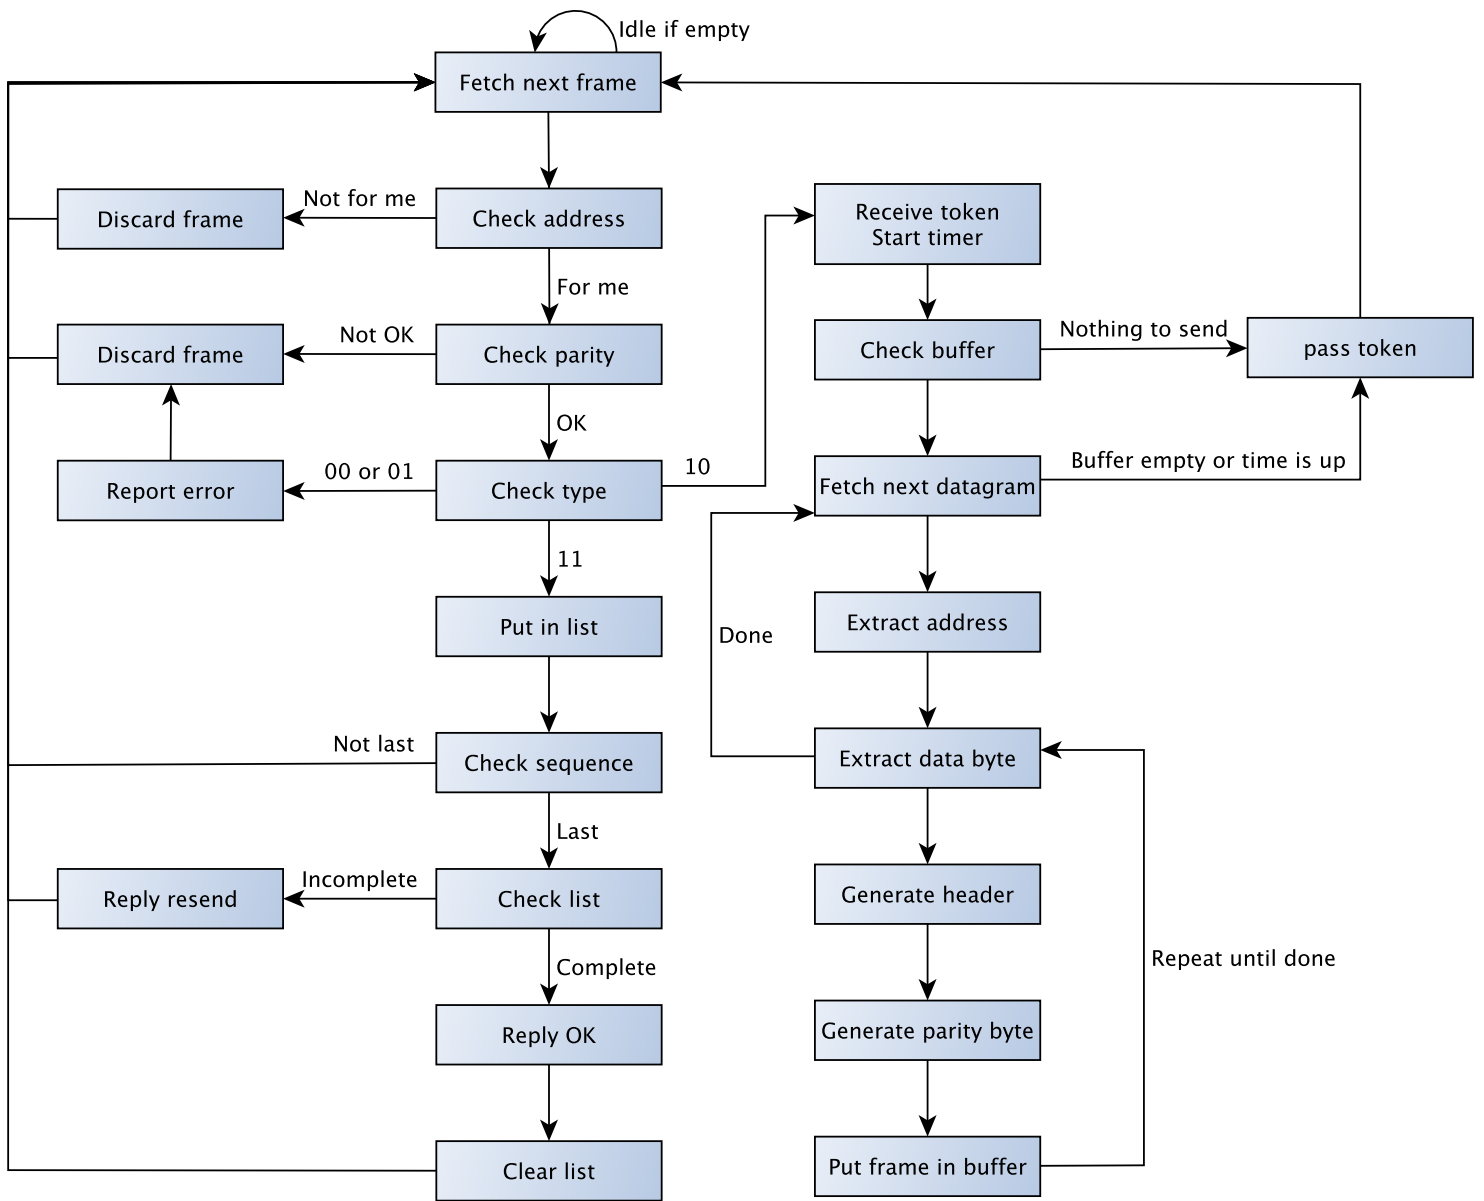 Idle if empty
Fetch next frame
Not for me
Discard frame
Check address
For me
Not OK
Discard frame
Check parity
OK
00 or 01
Report error
Check type
10
11
Put in list
Not last
Check sequence
Last
Incomplete
Reply resend
Check list
Complete
Reply OK
Clear list
Receive token
Start timer
Check buffer
Nothing to send
pass token
Fetch next datagram
Buffer empty or time is up
Extract address
Done
Extract data byte
Generate header
Repeat until done
Generate parity byte
Put frame in buffer